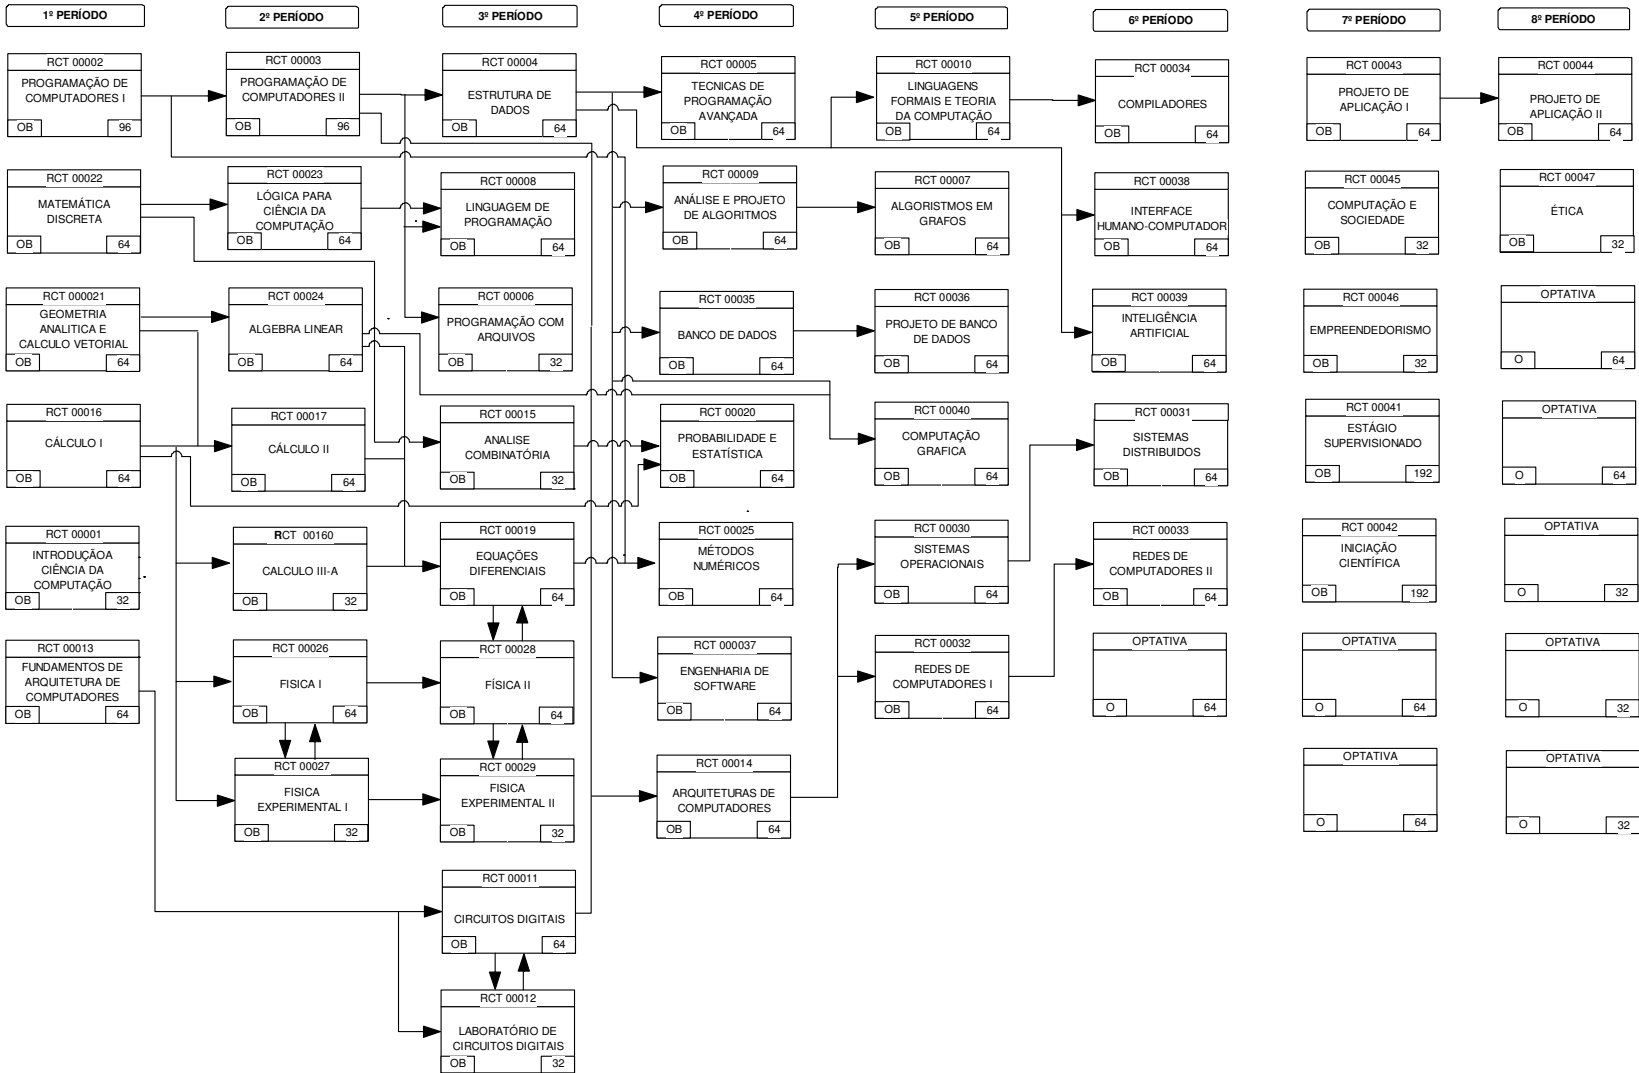 1º PERÍODO
2º PERÍODO
3º PERÍODO
4º PERÍODO
5º PERÍODO
6º PERÍODO
7º PERÍODO
8º PERÍODO
RCT 00002
PROGRAMAÇÃO DE
COMPUTADORES I
OB 96
RCT 00022
MATEMÁTICA
DISCRETA
OB 64
RCT 000021
GEOMETRIA
ANALITICA E
CALCULO VETORIAL
OB 64
RCT 00016
CÁLCULO I
OB 64
RCT 00001
INTRODUÇÃOA
CIÊNCIA DA
COMPUTAÇÃO
OB 32
RCT 00013
FUNDAMENTOS DE
ARQUITETURA DE
COMPUTADORES
OB 64
RCT 00003
PROGRAMAÇÃO DE
COMPUTADORES II
OB 96
RCT 00023
LÓGICA PARA
CIÊNCIA DA
COMPUTAÇÃO
OB 64
RCT 00024
ALGEBRA LINEAR
OB 64
RCT 00017
CÁLCULO II
OB 64
RCT 00160
CALCULO III-A
OB 32
RCT 00026
FISICA I
OB 64
RCT 00027
FISICA
EXPERIMENTAL I
OB 32
RCT 00004
ESTRUTURA DE
DADOS
OB 64
RCT 00008
LINGUAGEM DE
PROGRAMAÇÃO
OB 64
RCT 00006
PROGRAMAÇÃO COM
ARQUIVOS
OB 32
RCT 00015
ANALISE
COMBINATÓRIA
OB 32
RCT 00019
EQUAÇÕES
DIFERENCIAIS
OB 64
RCT 00028
FÍSICA II
OB 64
RCT 00029
FISICA
EXPERIMENTAL II
OB 32
RCT 00011
CIRCUITOS DIGITAIS
OB 64
RCT 00012
LABORATÓRIO DE
CIRCUITOS DIGITAIS
OB 32
RCT 00005
TECNICAS DE
PROGRAMAÇÃO
AVANÇADA
OB 64
RCT 00009
ANÁLISE E PROJETO
DE ALGORITMOS
OB 64
RCT 00035
BANCO DE DADOS
OB 64
RCT 00020
PROBABILIDADE E
ESTATÍSTICA
OB 64
RCT 00025
MÉTODOS
NUMÉRICOS
OB 64
RCT 000037
ENGENHARIA DE
SOFTWARE
OB 64
RCT 00014
ARQUITETURAS DE
COMPUTADORES
OB 64
RCT 00010
LINGUAGENS
FORMAIS E TEORIA
DA COMPUTAÇÃO
OB 64
RCT 00007
ALGORISTMOS EM
GRAFOS
OB 64
RCT 00036
PROJETO DE BANCO
DE DADOS
OB 64
RCT 00040
COMPUTAÇÃO
GRAFICA
OB 64
RCT 00030
SISTEMAS
OPERACIONAIS
OB 64
RCT 00032
REDES DE
COMPUTADORES I
OB 64
RCT 00034
COMPILADORES
OB 64
RCT 00038
INTERFACE
HUMANO-COMPUTADOR
OB 64
RCT 00039
INTELIGÊNCIA
ARTIFICIAL
OB 64
RCT 00031
SISTEMAS
DISTRIBUIDOS
OB 64
RCT 00033
REDES DE
COMPUTADORES II
OB 64
OPTATIVA
O 64
RCT 00043
PROJETO DE
APLICAÇÃO I
OB 64
RCT 00045
COMPUTAÇÃO E
SOCIEDADE
OB 32
RCT 00046
EMPREENDEDORISMO
OB 32
RCT 00041
ESTÁGIO
SUPERVISIONADO
OB 192
RCT 00042
INICIAÇÃO
CIENTÍFICA
OB 192
OPTATIVA
O 64
OPTATIVA
O 64
RCT 00044
PROJETO DE
APLICAÇÃO II
OB 64
RCT 00047
ÉTICA
OB 32
OPTATIVA
O 64
OPTATIVA
O 64
OPTATIVA
O 32
OPTATIVA
O 32
OPTATIVA
O 32